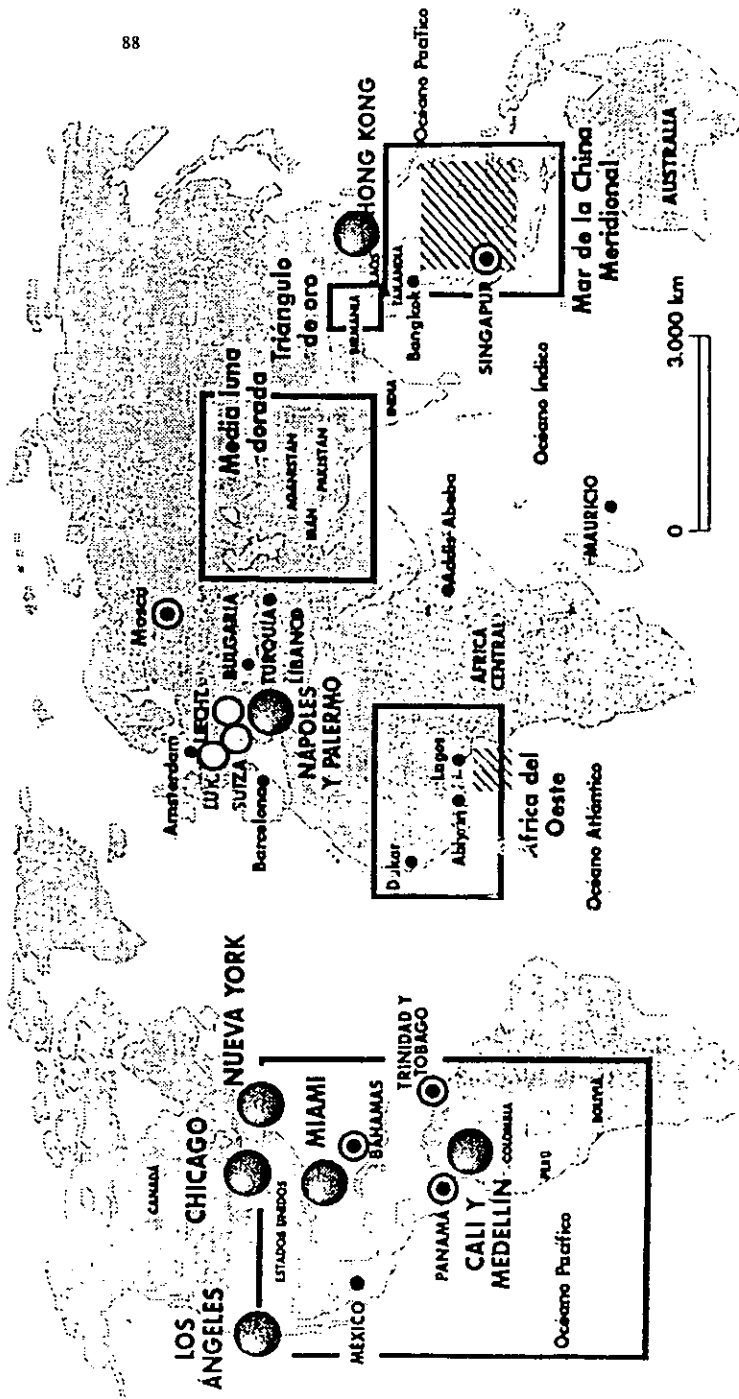 88
CANADÁ
LOS
ÁNGELES
CHICAGO
NUEVA YORK
ESTADOS UNIDOS
MIAMI
BAHAMAS
MÉXICO
TRINIDAD Y
TOBAGO
PANAMÁ
CALI Y
MEDELLÍN
COLOMBIA
PERÚ
BOLIVIA
Océano Pacífico
Amsterdam
LUX.
LIECHT.
SUIZA
Barcelona
NÁPOLES
Y PALERMO
Moscú
BULGARIA
TURQUÍA
LÍBANO
Media luna
dorada
AGANISTÁN
IRÁN
PAKISTÁN
Triángulo
de oro
BIRMANIA
LAOS
HONG KONG
Océano Pacífico
TAILANDIA
Bangkok
INDIA
SINGAPUR
Mar de la China
Meridional
AUSTRALIA
Dakar
Abiyán
Lagos
África del
Oeste
Océano Atlántico
ÁFRICA
CENTRAL
Addis Abeba
Océano Índico
MAURICIO
0
3.000 km